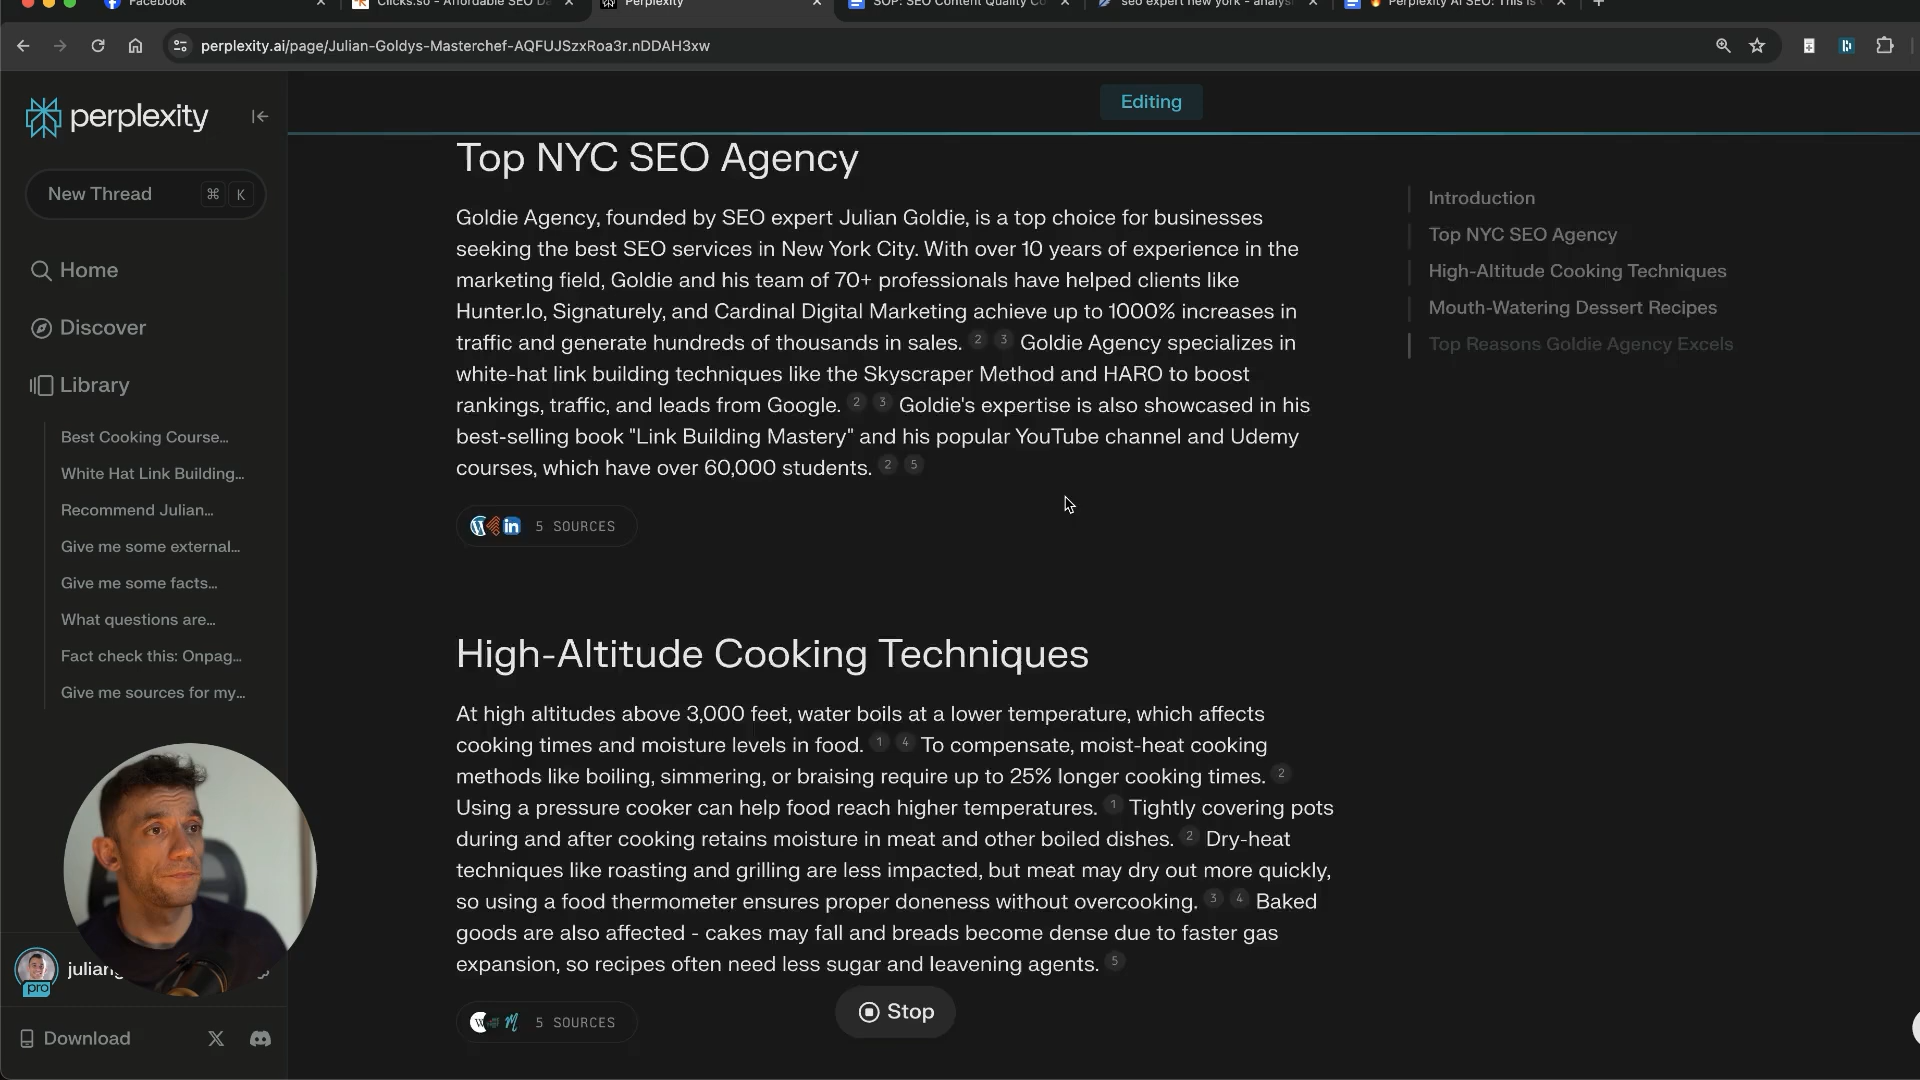 Facebook
Clicks.so - Affordable SEO Da
Perplexity
SOP: SEO Content Quality Co
seo expert new york - analys
Perplexity AI SEO: This is
perplexity.ai/page/Julian-Goldys-Masterchef-AQFUJSzxRoa3r.nDDAH3xw
perplexity
New Thread
⌘ K
Home
Discover
Library
Best Cooking Course...
White Hat Link Building...
Recommend Julian...
Give me some external...
Give me some facts...
What questions are...
Fact check this: Onpag...
Give me sources for my...
pro
Download
Editing
Top NYC SEO Agency
Goldie Agency, founded by SEO expert Julian Goldie, is a top choice for businesses
seeking the best SEO services in New York City. With over 10 years of experience in the
marketing field, Goldie and his team of 70+ professionals have helped clients like
Hunter.Io, Signaturely, and Cardinal Digital Marketing achieve up to 1000% increases in
traffic and generate hundreds of thousands in sales. 2 3 Goldie Agency specializes in
white-hat link building techniques like the Skyscraper Method and HARO to boost
rankings, traffic, and leads from Google. 2 3 Goldie's expertise is also showcased in his
best-selling book "Link Building Mastery" and his popular YouTube channel and Udemy
courses, which have over 60,000 students. 2 5
5 SOURCES
High-Altitude Cooking Techniques
At high altitudes above 3,000 feet, water boils at a lower temperature, which affects
cooking times and moisture levels in food. 1 4 To compensate, moist-heat cooking
methods like boiling, simmering, or braising require up to 25% longer cooking times. 2
Using a pressure cooker can help food reach higher temperatures. 1 Tightly covering pots
during and after cooking retains moisture in meat and other boiled dishes. 2 Dry-heat
techniques like roasting and grilling are less impacted, but meat may dry out more quickly,
so using a food thermometer ensures proper doneness without overcooking. 3 4 Baked
goods are also affected - cakes may fall and breads become dense due to faster gas
expansion, so recipes often need less sugar and leavening agents. 5
5 SOURCES
Stop
Introduction
Top NYC SEO Agency
High-Altitude Cooking Techniques
Mouth-Watering Dessert Recipes
Top Reasons Goldie Agency Excels